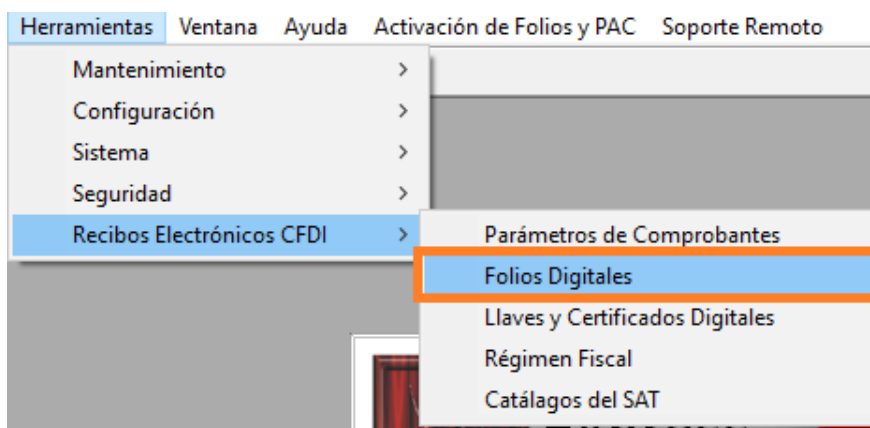 Herramientas Ventana Ayuda Activación de Folios y PAC Soporte Remoto
Mantenimiento >
Configuración >
Sistema >
Seguridad >
Recibos Electrónicos CFDI >
Parámetros de Comprobantes
Folios Digitales
Llaves y Certificados Digitales
Régimen Fiscal
Catálagos del SAT